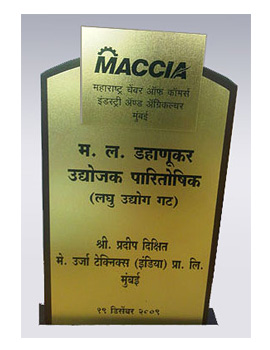 MACCIA
महाराष्ट्र चेंबर ऑफ कॉमर्स
इंडस्ट्री अँण्ड अ‍ॅग्रिकल्चर
मुंबई
म. ल. डहाणूकर
उद्योजक पारितोषिक
(लघु उद्योग गट)
श्री. प्रदीप दिक्षित
मे. उर्जा टेक्निक्स (इंडिया) प्रा. लि.
मुंबई
१९ डिसेंबर २००९